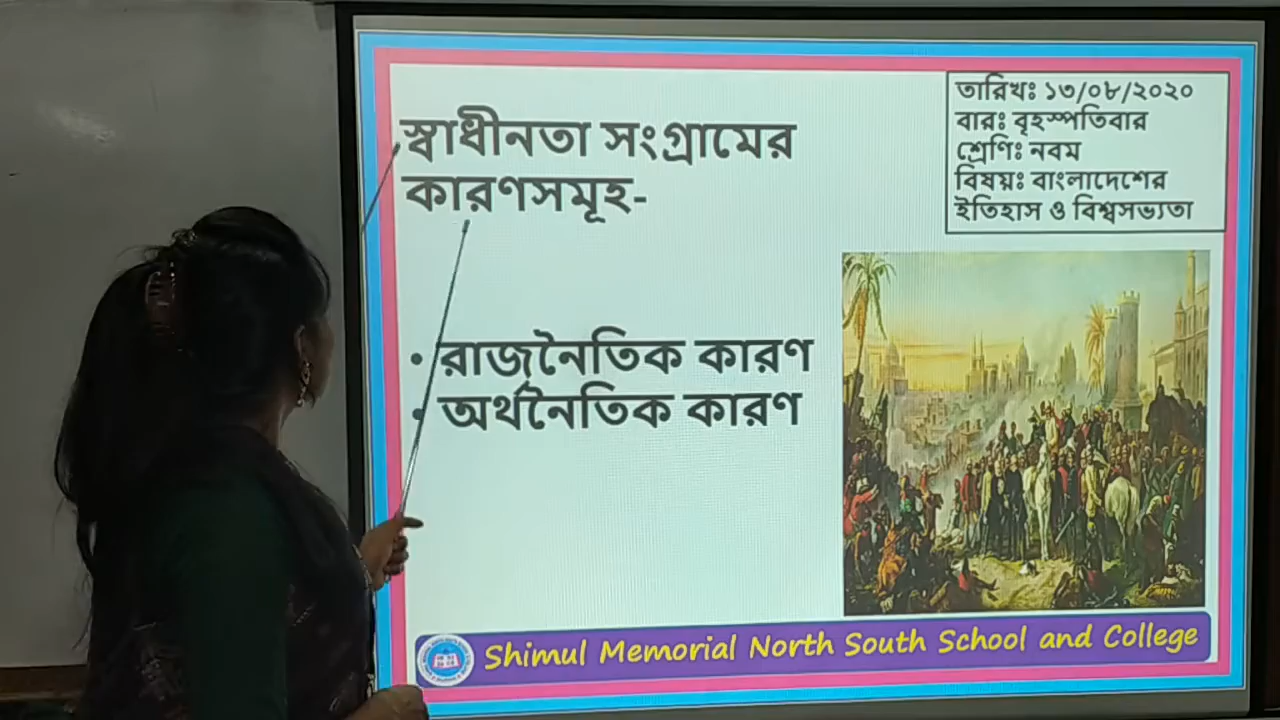 স্বাধীনতা সংগ্রামের
কারণসমূহ-
তারিখঃ ১৩/০৮/২০২০
বারঃ বৃহস্পতিবার
শ্রেণিঃ নবম
বিষয়ঃ বাংলাদেশের
ইতিহাস ও বিশ্বসভ্যতা
• রাজনৈতিক কারণ
• অর্থনৈতিক কারণ
Shimul Memorial North South School and College